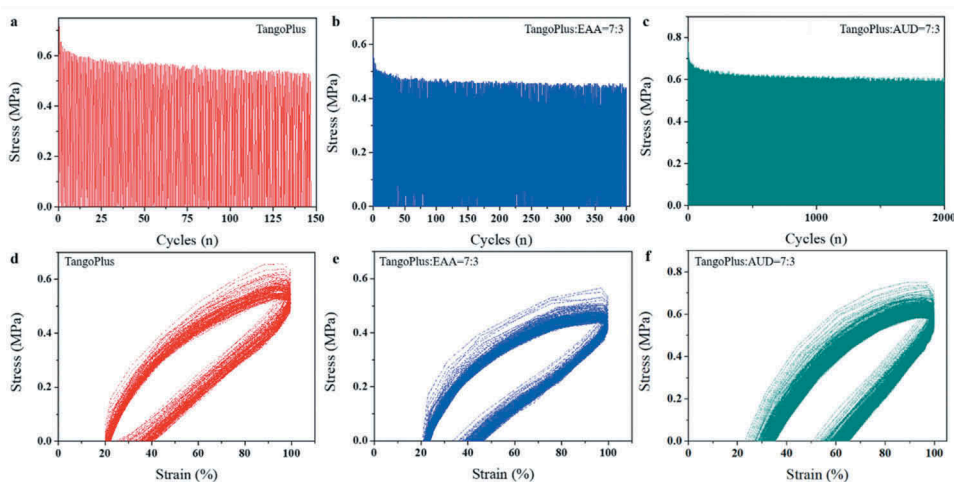 a
TangoPlus
Stress (MPa)
0.6
0.4
0.2
0.0
0 25 50 75 100 125 150
Cycles (n)
b
TangoPlus:EAA=7:3
Stress (MPa)
0.6
0.4
0.2
0.0
0 50 100 150 200 250 300 350 400
Cycles (n)
c
TangoPlus:AUD=7:3
Stress (MPa)
0.8
0.6
0.4
0.2
0.0
0 1000 2000
Cycles (n)
d
TangoPlus
Stress (MPa)
0.6
0.4
0.2
0.0
0 20 40 60 80 100
Strain (%)
e
TangoPlus:EAA=7:3
Stress (MPa)
0.6
0.4
0.2
0.0
0 20 40 60 80 100
Strain (%)
f
TangoPlus:AUD=7:3
Stress (MPa)
0.8
0.6
0.4
0.2
0.0
0 20 40 60 80 100
Strain (%)